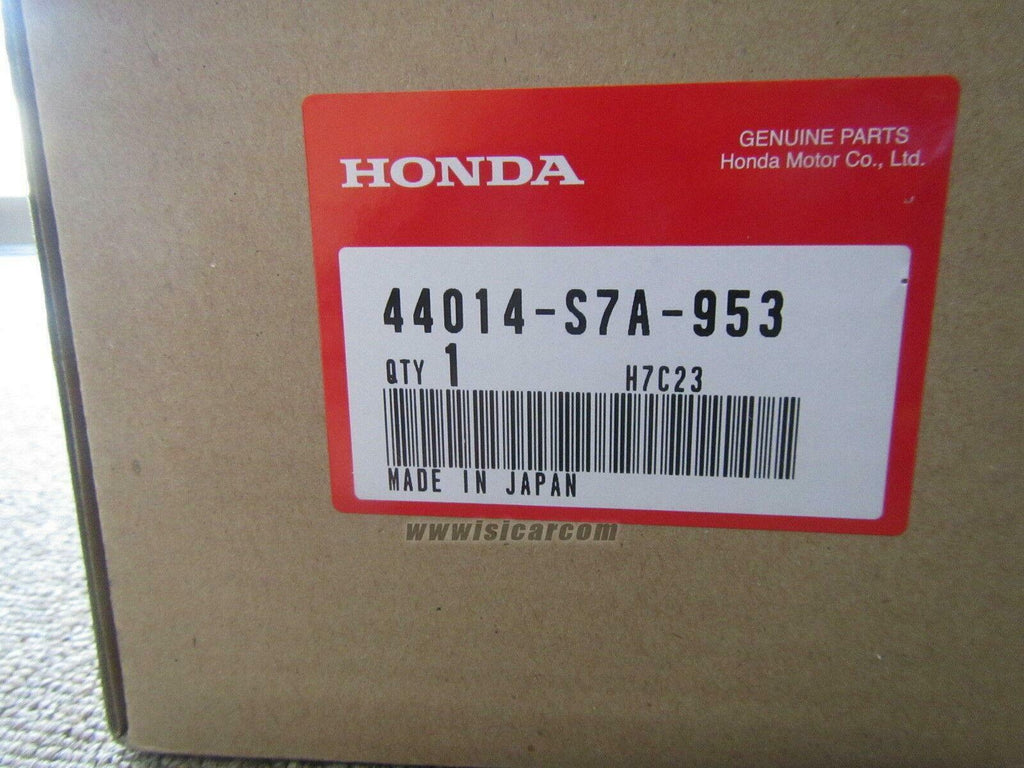 HONDA
GENUINE PARTS
Honda Motor Co., Ltd.
44014-S7A-953
QTY 1 H7C23
MADE IN JAPAN
wwwisicarcom